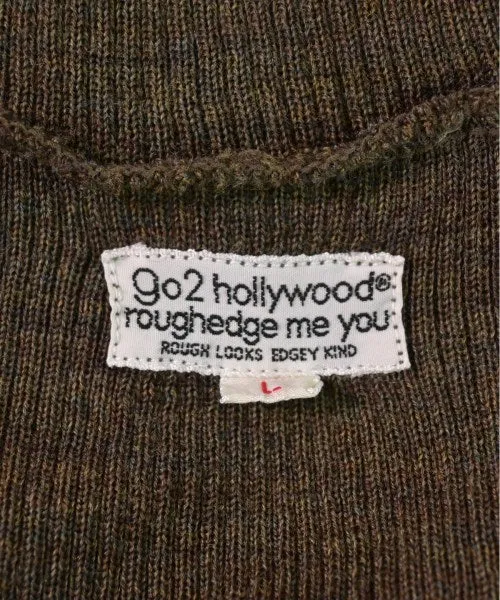 go2 hollywood®
roughedge me you
ROUGH LOOKS EDGEY KIND
L